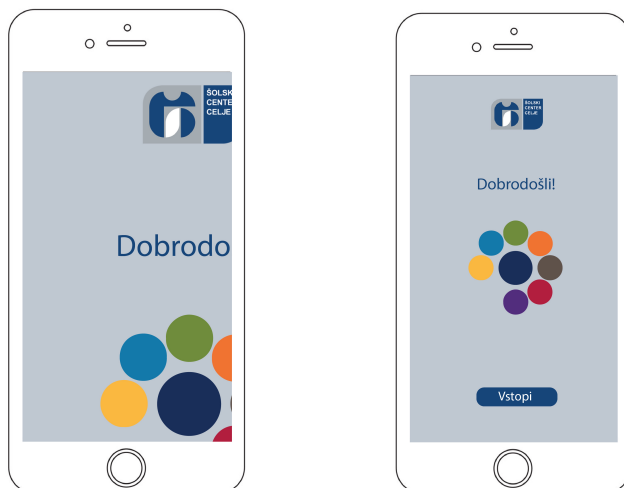 ŠOLSK
CENTE
CELJE
Dobrodo
ŠOLSKI
CENTER
CELJE
Dobrodošli!
Vstopi